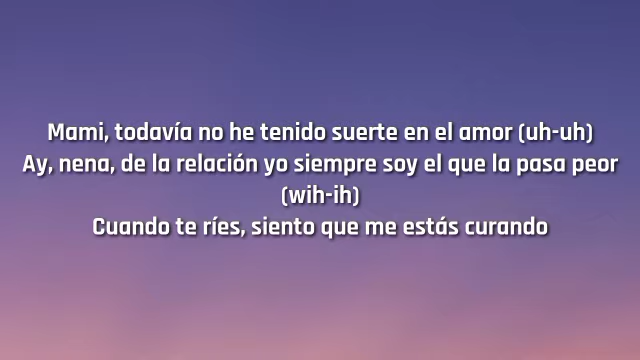 Mami, todavía no he tenido suerte en el amor (uh-uh)
Ay, nena, de la relación yo siempre soy el que la pasa peor
(wih-ih)
Cuando te ríes, siento que me estás curando